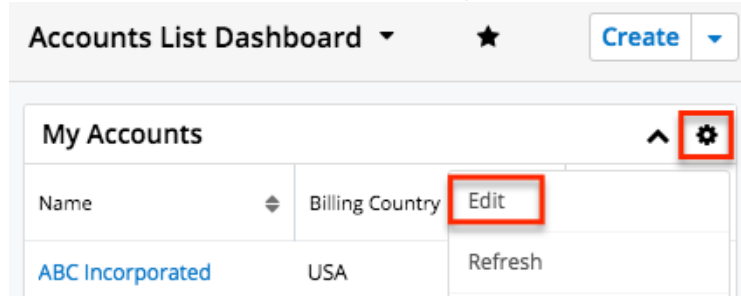 Accounts List Dashboard
Create
My Accounts
Name Billing Country Edit
ABC Incorporated USA Refresh